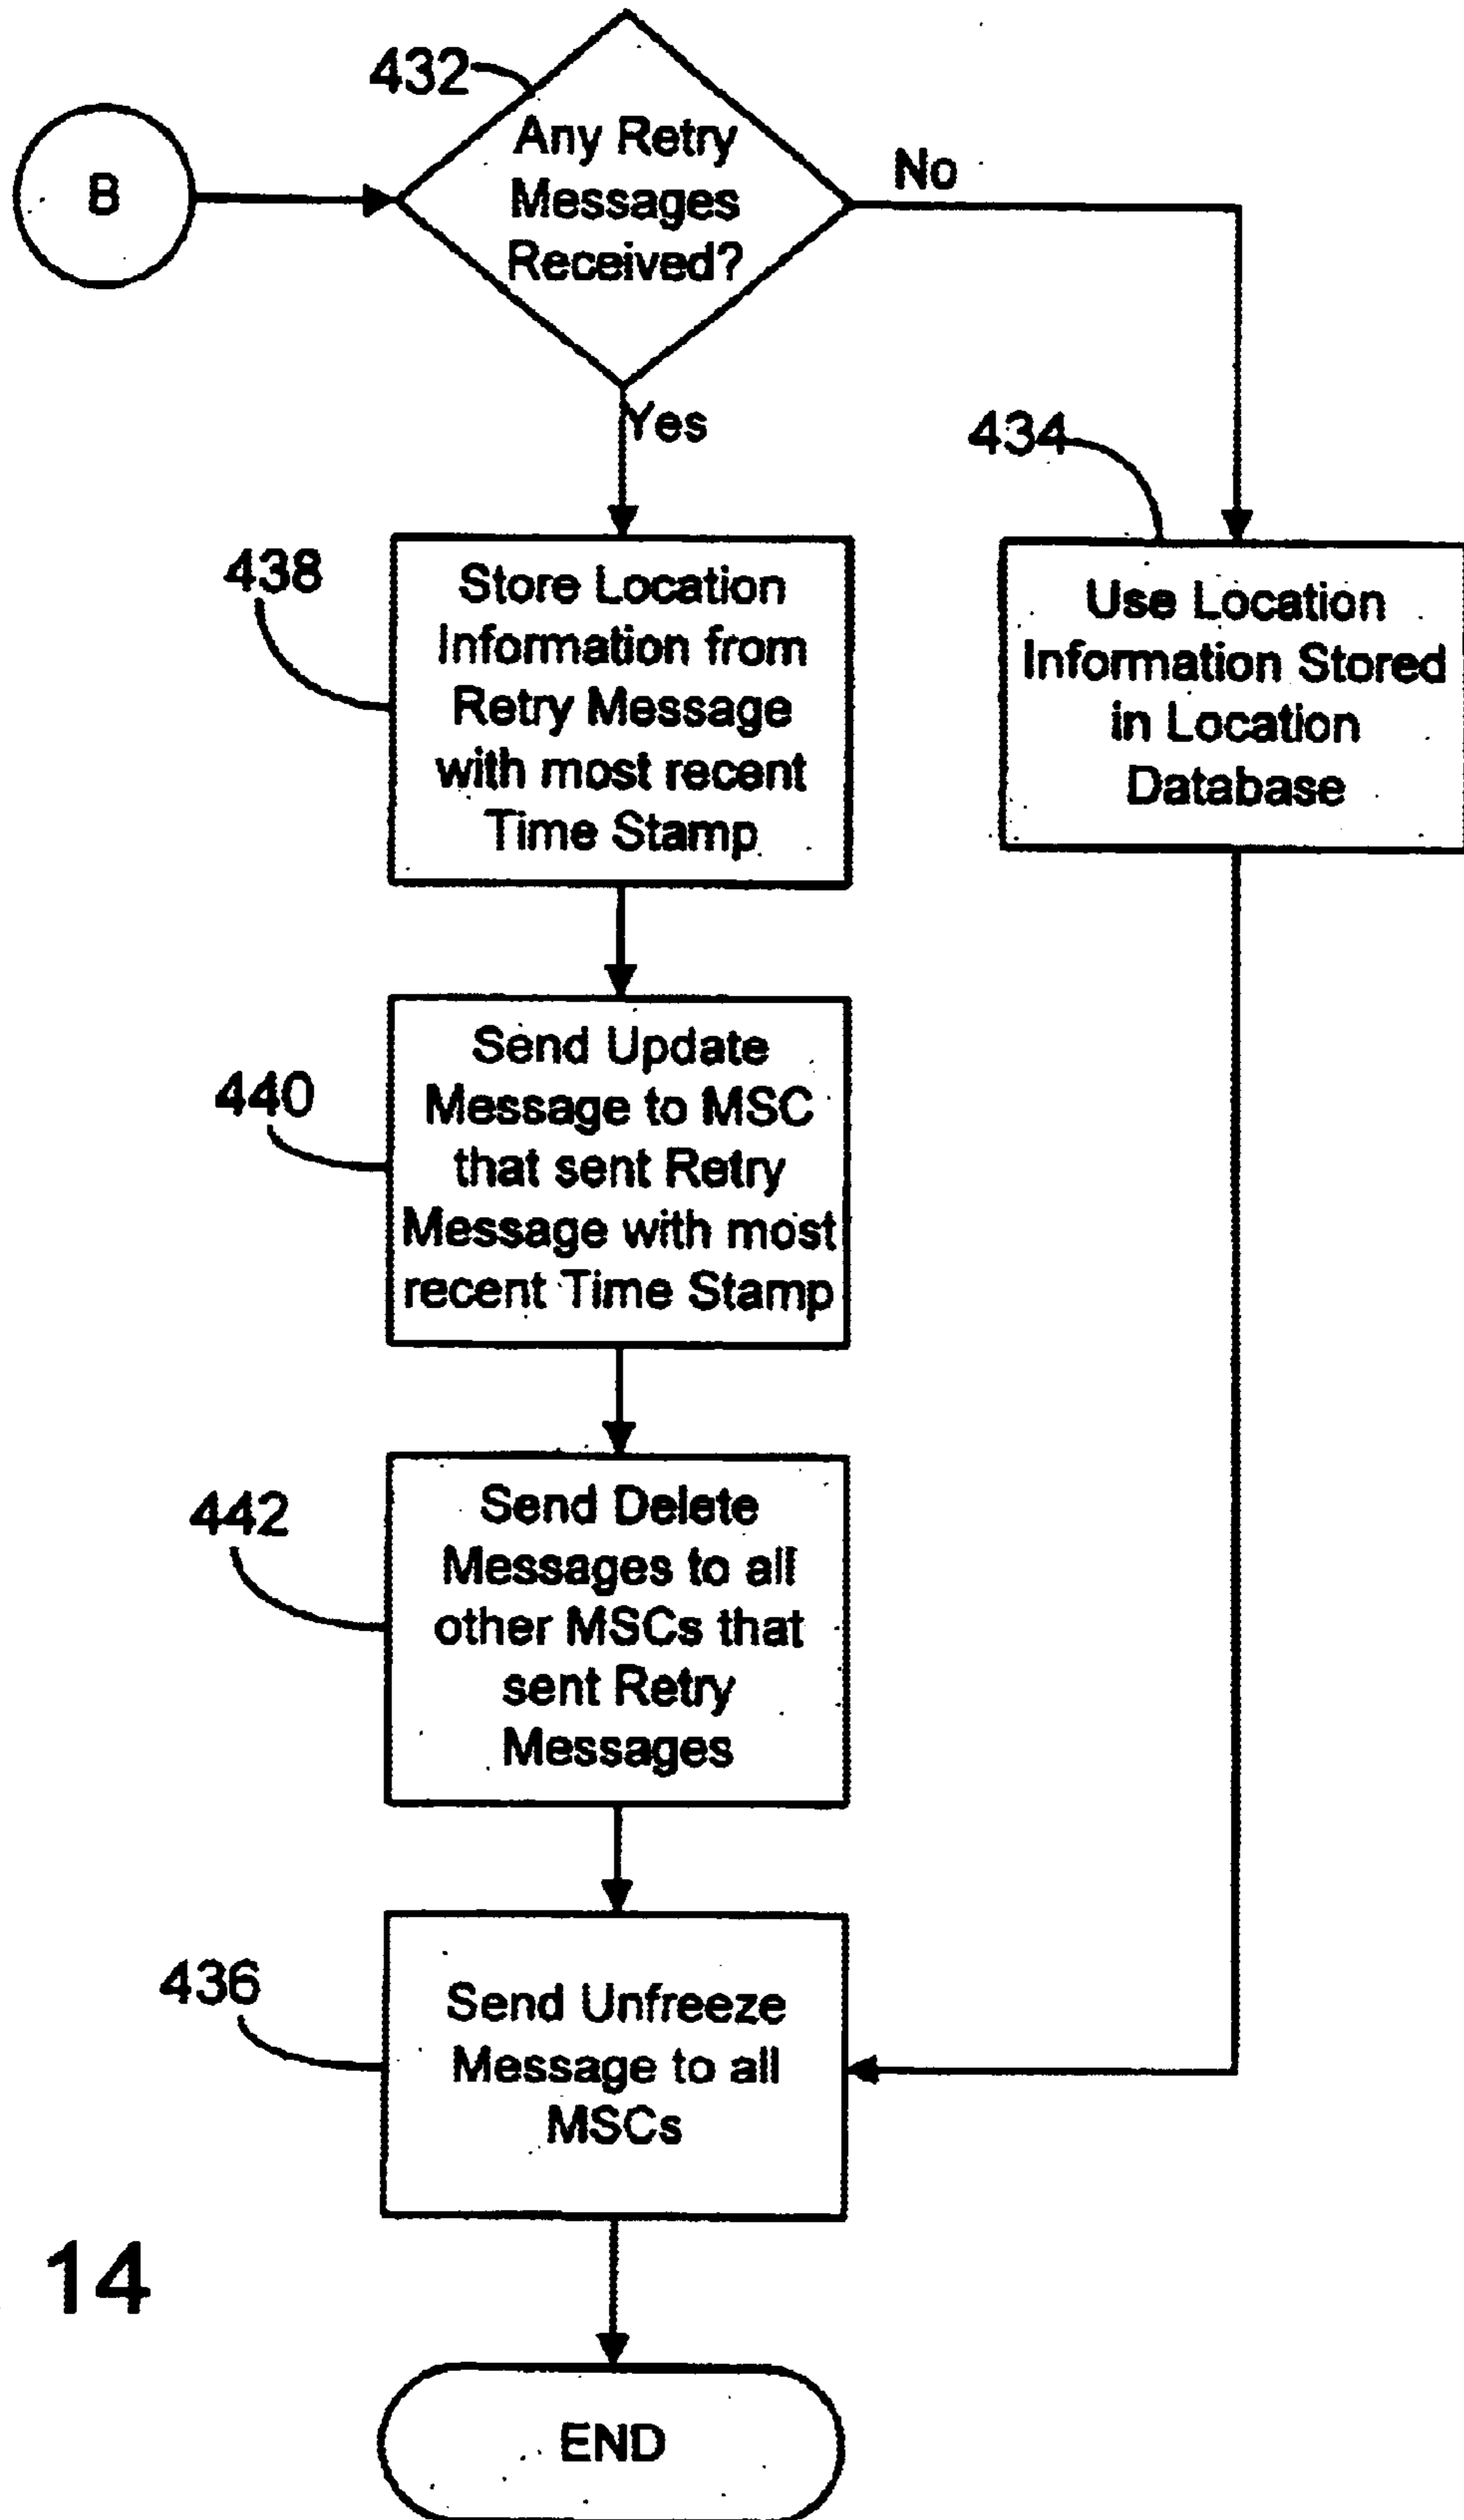 432
Any Retry
Messages
Received?
B
No
Yes
434
438
Store Location
Information from
Retry Message
with most recent
Time Stamp
Use Location
Information Stored
in Location
Database
440
Send Update
Message to MSC
that sent Retry
Message with most
recent Time Stamp
442
Send Delete
Messages to all
other MSCs that
sent Retry
Messages
436
Send Unfreeze
Message to all
MSCs
14
END